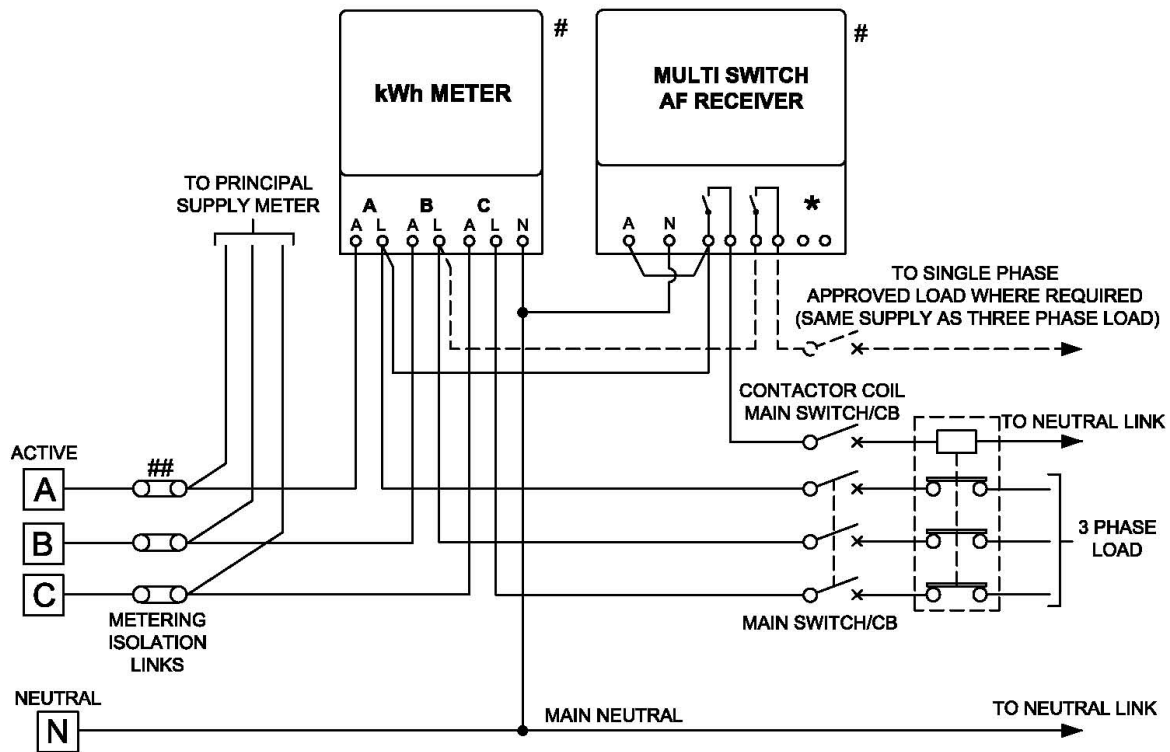 #
#
kWh METER
MULTI SWITCH
AF RECEIVER
TO PRINCIPAL
SUPPLY METER
A B C
A L A L A L N
A N
*
TO SINGLE PHASE
APPROVED LOAD WHERE REQUIRED
(SAME SUPPLY AS THREE PHASE LOAD)
CONTACTOR COIL
MAIN SWITCH/CB
TO NEUTRAL LINK
ACTIVE
##
A
B
C
3 PHASE
LOAD
METERING
ISOLATION
LINKS
MAIN SWITCH/CB
NEUTRAL
N
MAIN NEUTRAL
TO NEUTRAL LINK